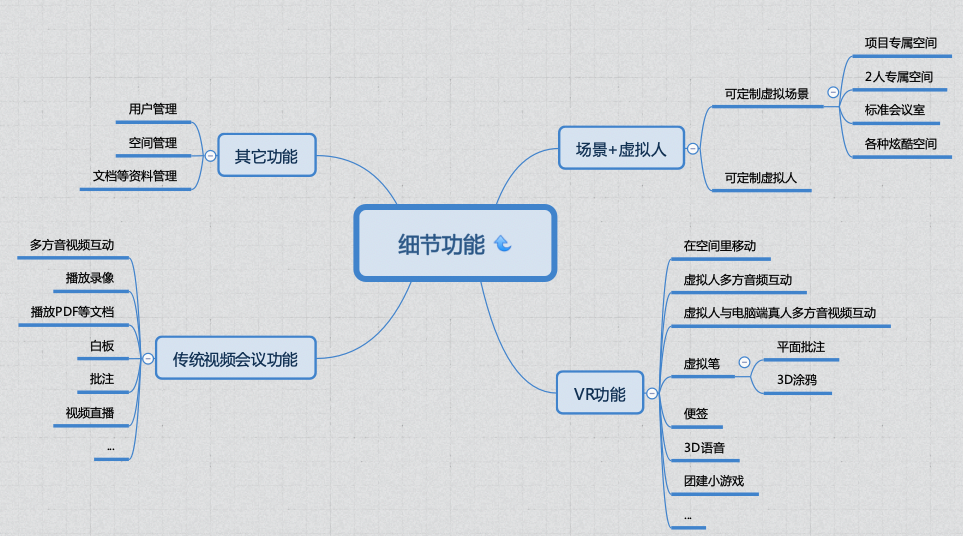 细节功能
场景+虚拟人
可定制虚拟场景
项目专属空间
2人专属空间
标准会议室
各种炫酷空间
可定制虚拟人
VR功能
在空间里移动
虚拟人多方音频互动
虚拟人与电脑端真人多方音视频互动
虚拟笔
平面批注
3D涂鸦
便签
3D语音
团建小游戏
...
其它功能
用户管理
空间管理
文档等资料管理
传统视频会议功能
多方音视频互动
播放录像
播放PDF等文档
白板
批注
视频直播
...